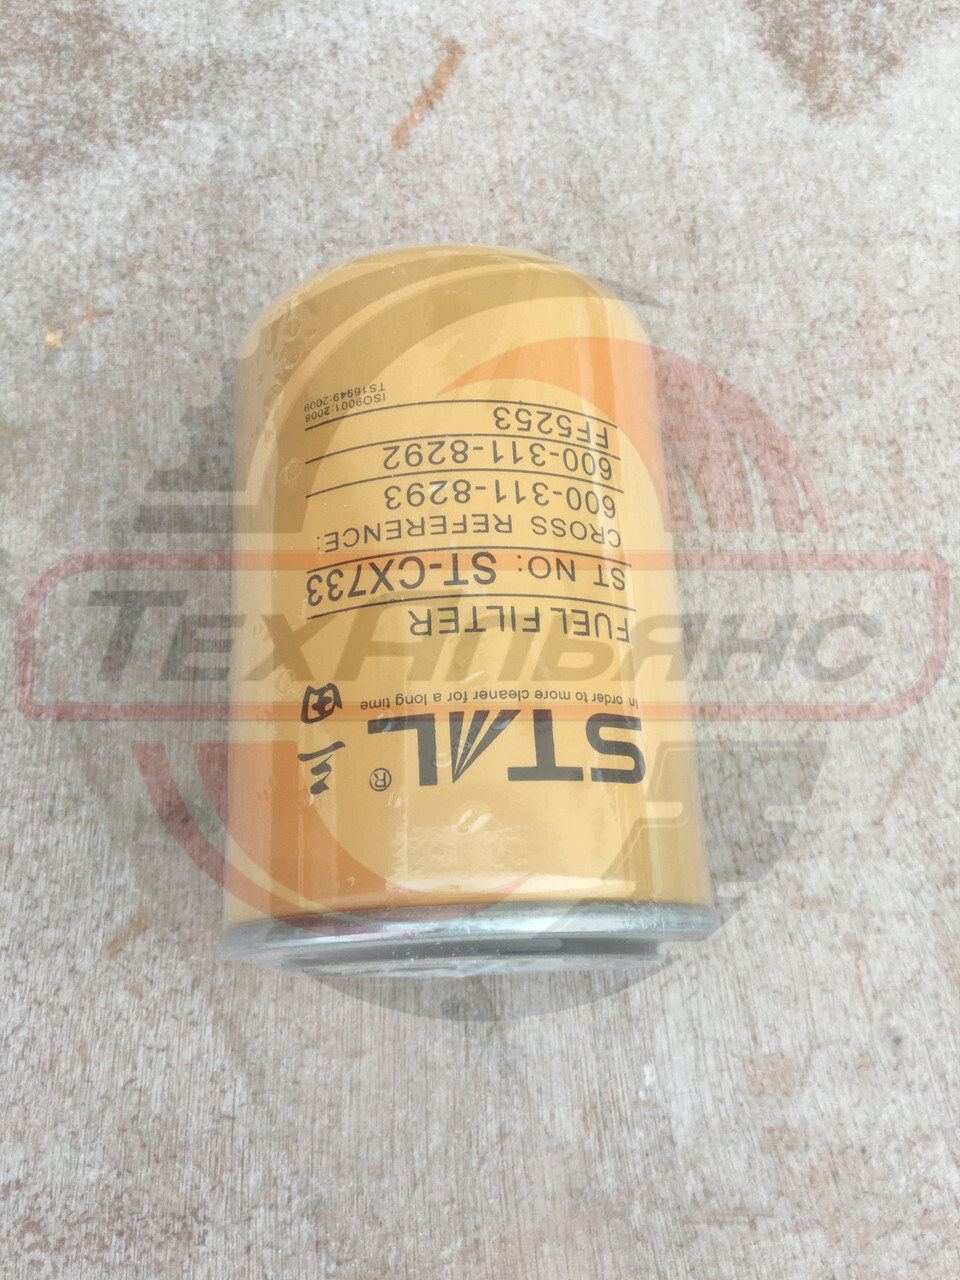 STAL®
in order to more cleaner for a long time
FUEL FILTER
ST NO: ST-CX733
CROSS REFERENCE:
600-311-8293
600-311-8292
FF5253
ISO9001:2008
TS16949:2009
ТЕХАЛЬЯНС